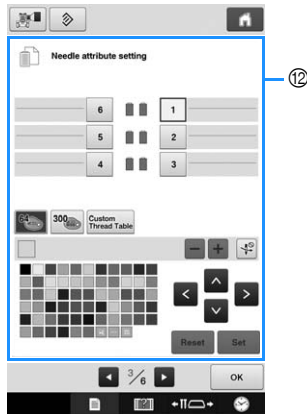 Needle attribute setting
⑫
6 1
5 2
4 3
64 300 Custom
Thread Table
− +
Reset Set
3/6 OK